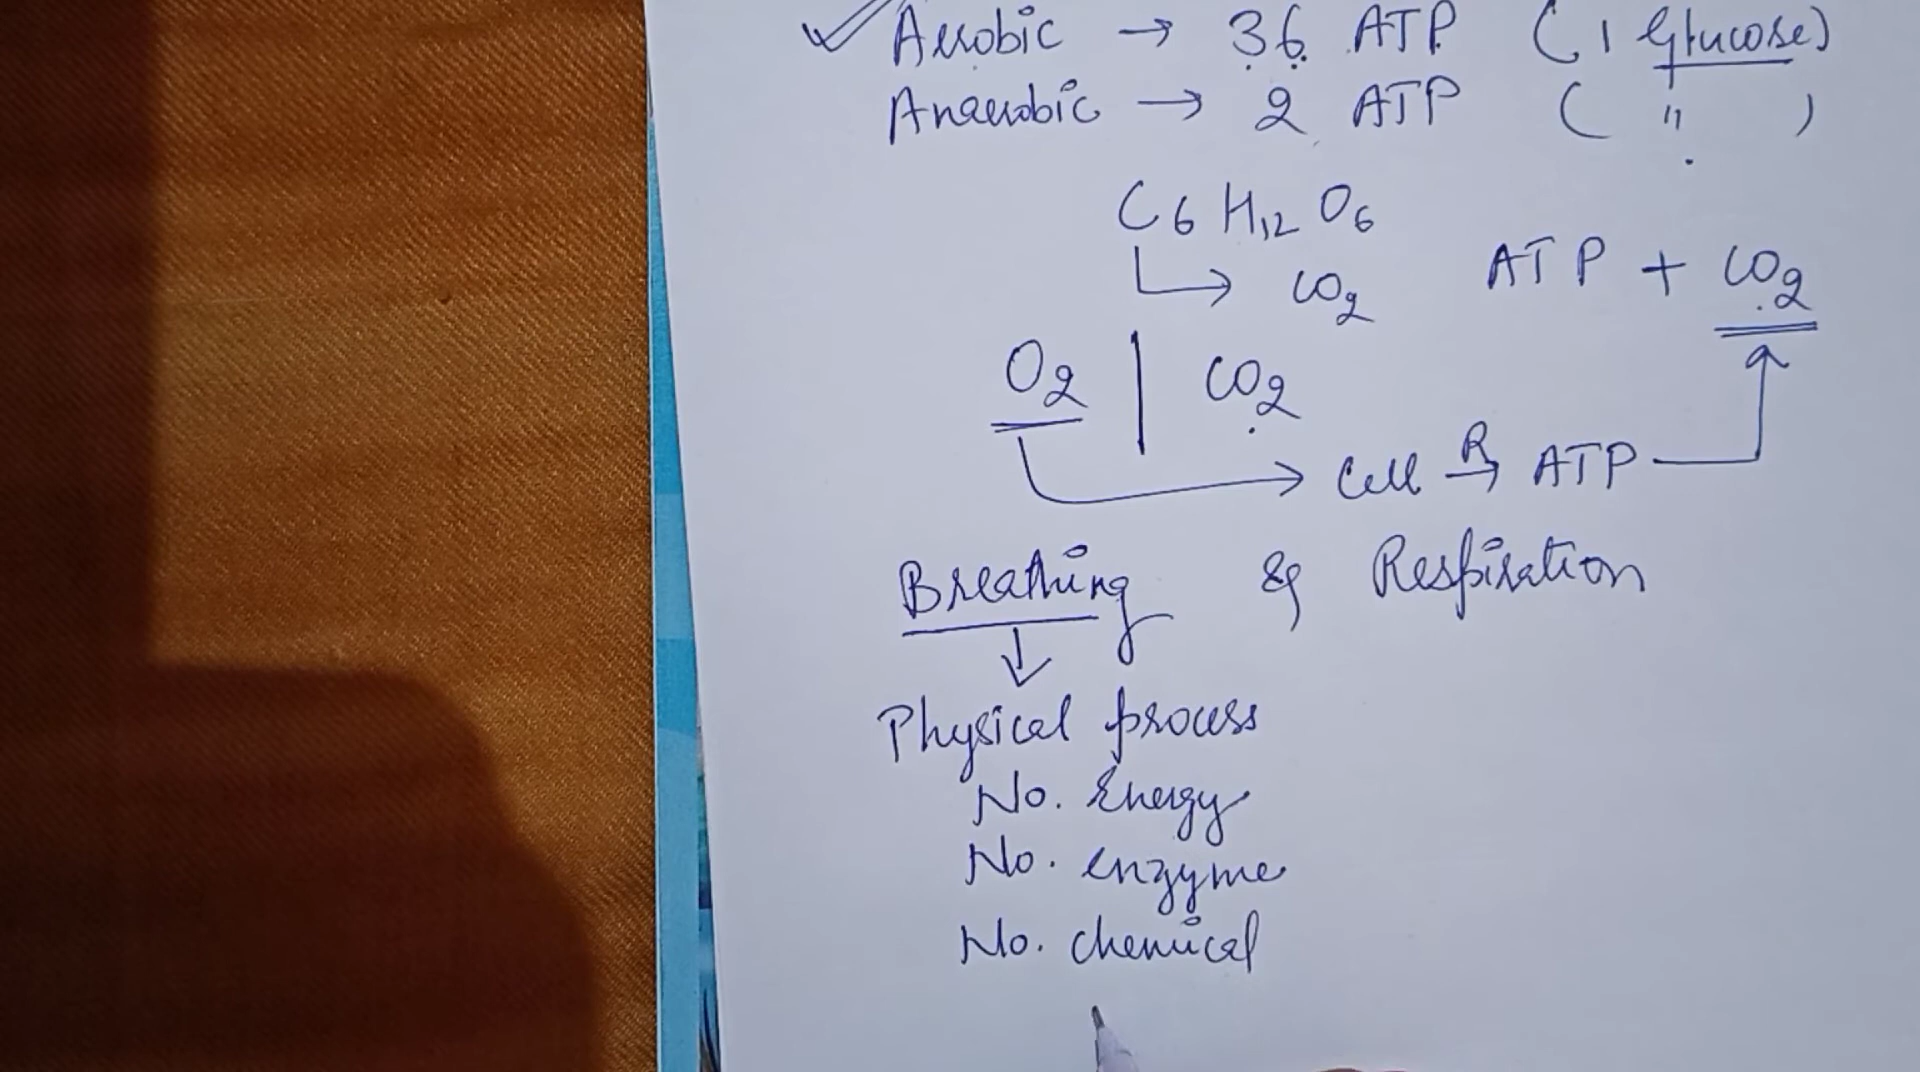 ✓ Aerobic → 36 ATP ( 1 Glucose)
Anaerobic → 2 ATP ( " )
C6 H12 O6
↳ CO2 ATP + CO2
O2 | CO2
→ Cell R→ ATP
Breathing & Respiration
↓
Physical process
No. Energy
No. enzyme
No. chemical